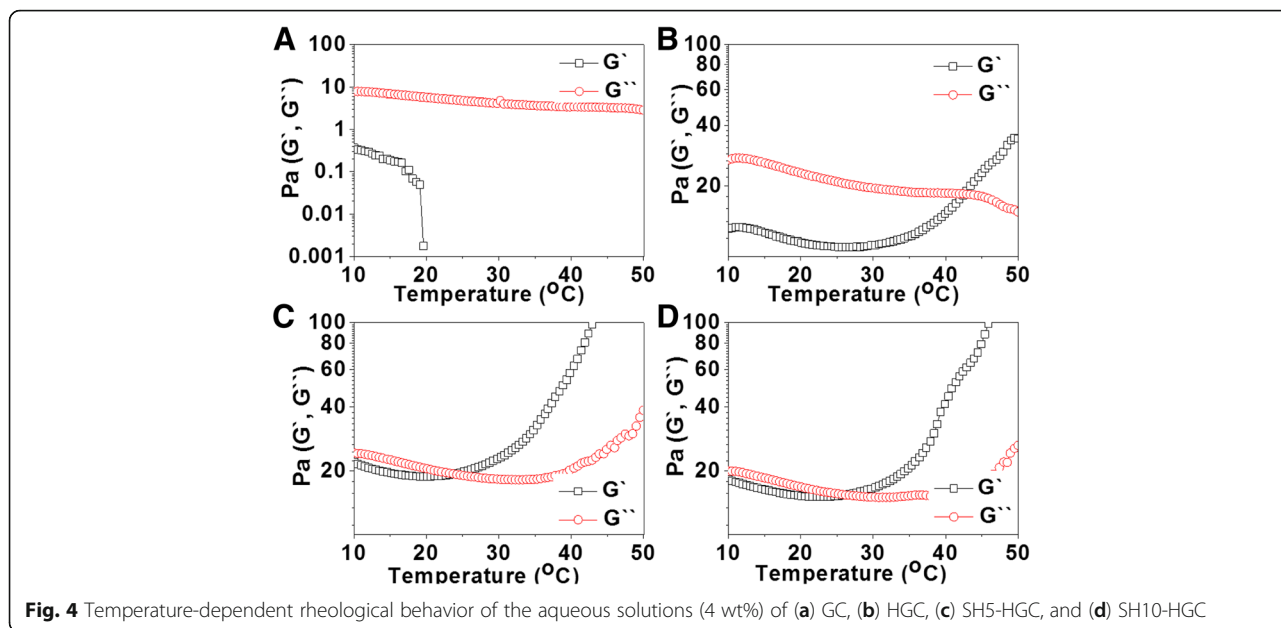 A
Pa (G`, G``)
100
10
1
0.1
0.01
0.001
G`
G``
10 20 30 40 50
Temperature (°C)
B
Pa (G`, G``)
100
80
60
40
20
G`
G``
10 20 30 40 50
Temperature (°C)
C
Pa (G`, G``)
100
80
60
40
20
G`
G``
10 20 30 40 50
Temperature (°C)
D
Pa (G`, G``)
100
80
60
40
20
G`
G``
10 20 30 40 50
Temperature (°C)
Fig. 4 Temperature-dependent rheological behavior of the aqueous solutions (4 wt%) of (a) GC, (b) HGC, (c) SH5-HGC, and (d) SH10-HGC